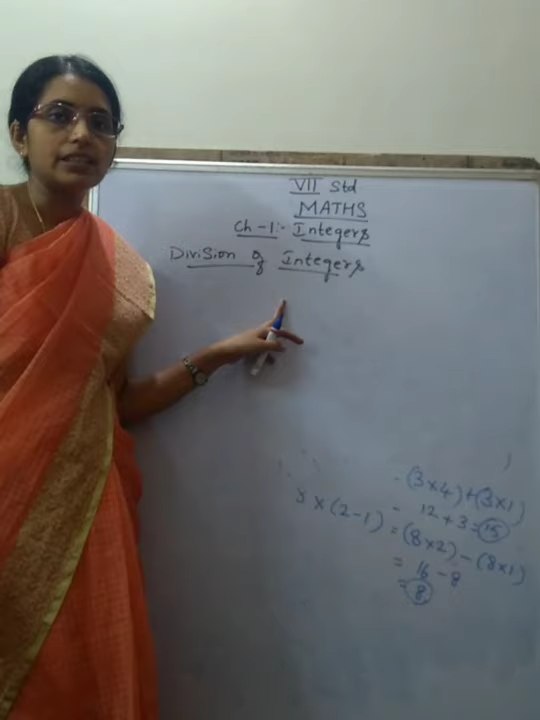 VII Std
MATHS
Ch-1:- Integers
Division of Integers
(3×4)+(3×1)
= 12+3=15
8×(2-1) = (8×2)-(8×1)
= 16-8
=8